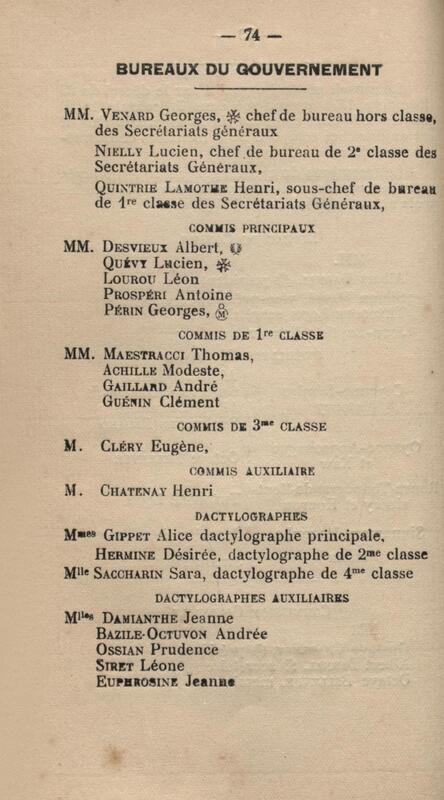 — 74 —
BUREAUX DU GOUVERNEMENT
MM. VENARD Georges, chef de bureau hors classe,
des Secrétariats généraux
NIELLY Lucien, chef de bureau de 2e classe des
Secrétariats Généraux,
QUINTRIE LAMOTHE Henri, sous-chef de bureau
de 1re classe des Secrétariats Généraux,
COMMIS PRINCIPAUX
MM. DESVIEUX Albert,
QUÉVY Lucien,
LOUROU Léon
PROSPÉRI Antoine
PÉRIN Georges,
COMMIS DE 1re CLASSE
MM. MAESTRACCI Thomas,
ACHILLE Modeste,
GAILLARD André
GUÉNIN Clément
COMMIS DE 3me CLASSE
M. CLÉRY Eugène,
COMMIS AUXILIAIRE
M. CHATENAY Henri
DACTYLOGRAPHES
Mmes GIPPET Alice dactylographe principale,
HERMINE Désirée, dactylographe de 2me classe
Mlle SACCHARIN Sara, dactylographe de 4me classe
DACTYLOGRAPHES AUXILIAIRES
Mlles DAMIANTHE Jeanne
BAZILE-OCTUVON Andrée
OSSIAN Prudence
SIRET Léone
EUPHROSINE Jeanne